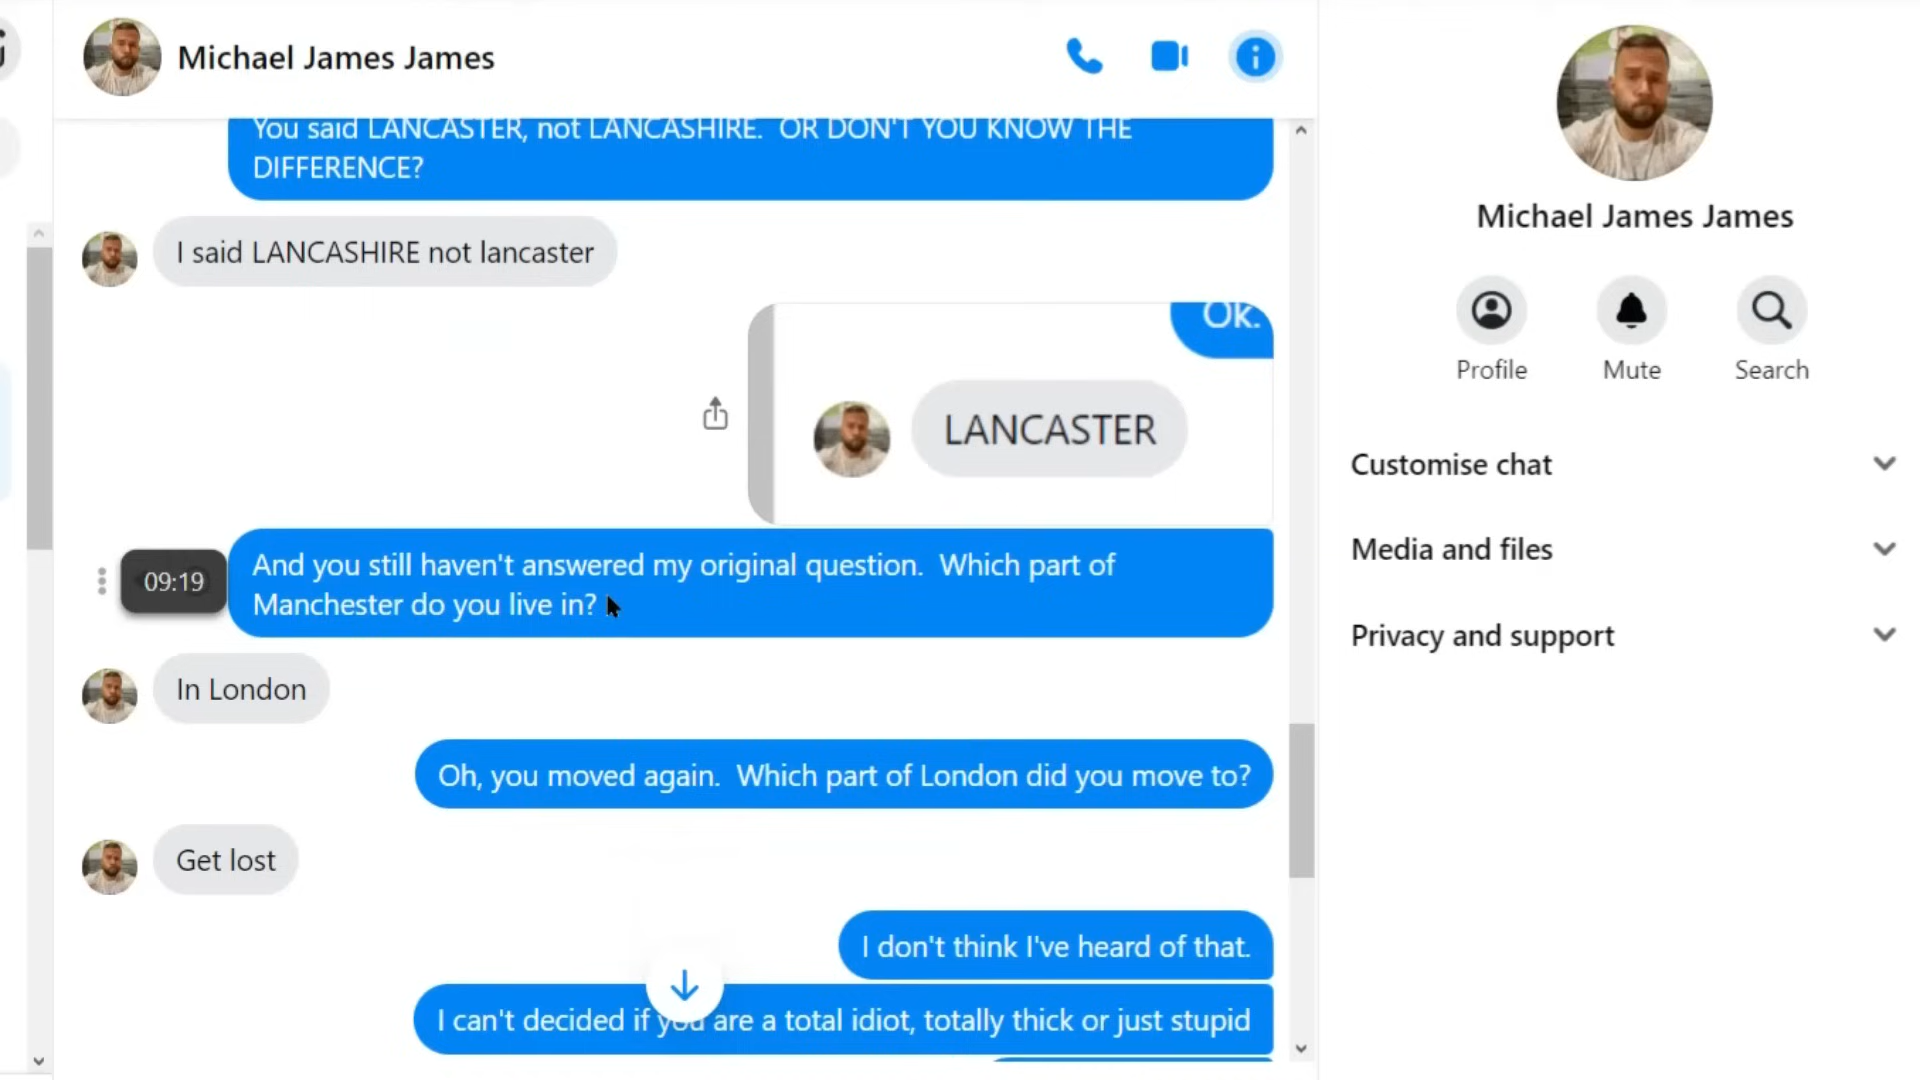 Michael James James
You said LANCASTER, not LANCASHIRE.  OR DON'T YOU KNOW THE
DIFFERENCE?
I said LANCASHIRE not lancaster
Ok.
LANCASTER
09:19
And you still haven't answered my original question.  Which part of
Manchester do you live in?
In London
Oh, you moved again.  Which part of London did you move to?
Get lost
I don't think I've heard of that.
I can't decided if you are a total idiot, totally thick or just stupid
Michael James James
Profile
Mute
Search
Customise chat
Media and files
Privacy and support